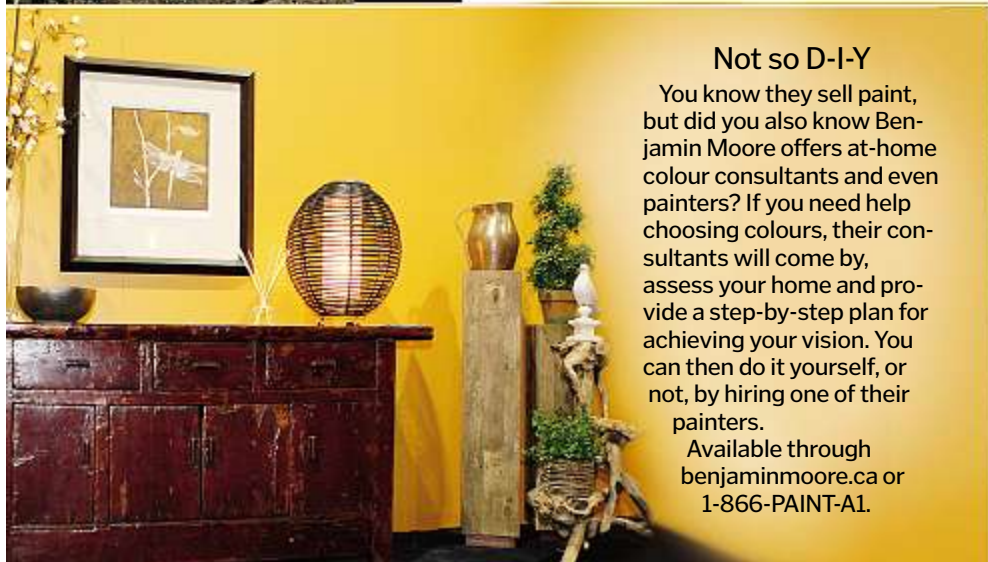 Not so D-I-Y
You know they sell paint,
but did you also know Ben-
jamin Moore offers at-home
colour consultants and even
painters? If you need help
choosing colours, their con-
sultants will come by,
assess your home and pro-
vide a step-by-step plan for
achieving your vision. You
can then do it yourself, or
not, by hiring one of their
painters.
Available through
benjaminmoore.ca or
1-866-PAINT-A1.